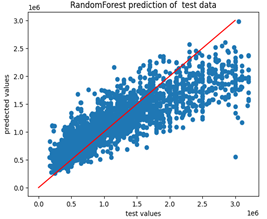 RandomForest prediction of test data
1e6
3.0
2.5
2.0
1.5
1.0
0.5
0.0
predected values
0.0 0.5 1.0 1.5 2.0 2.5 3.0
test values
1e6